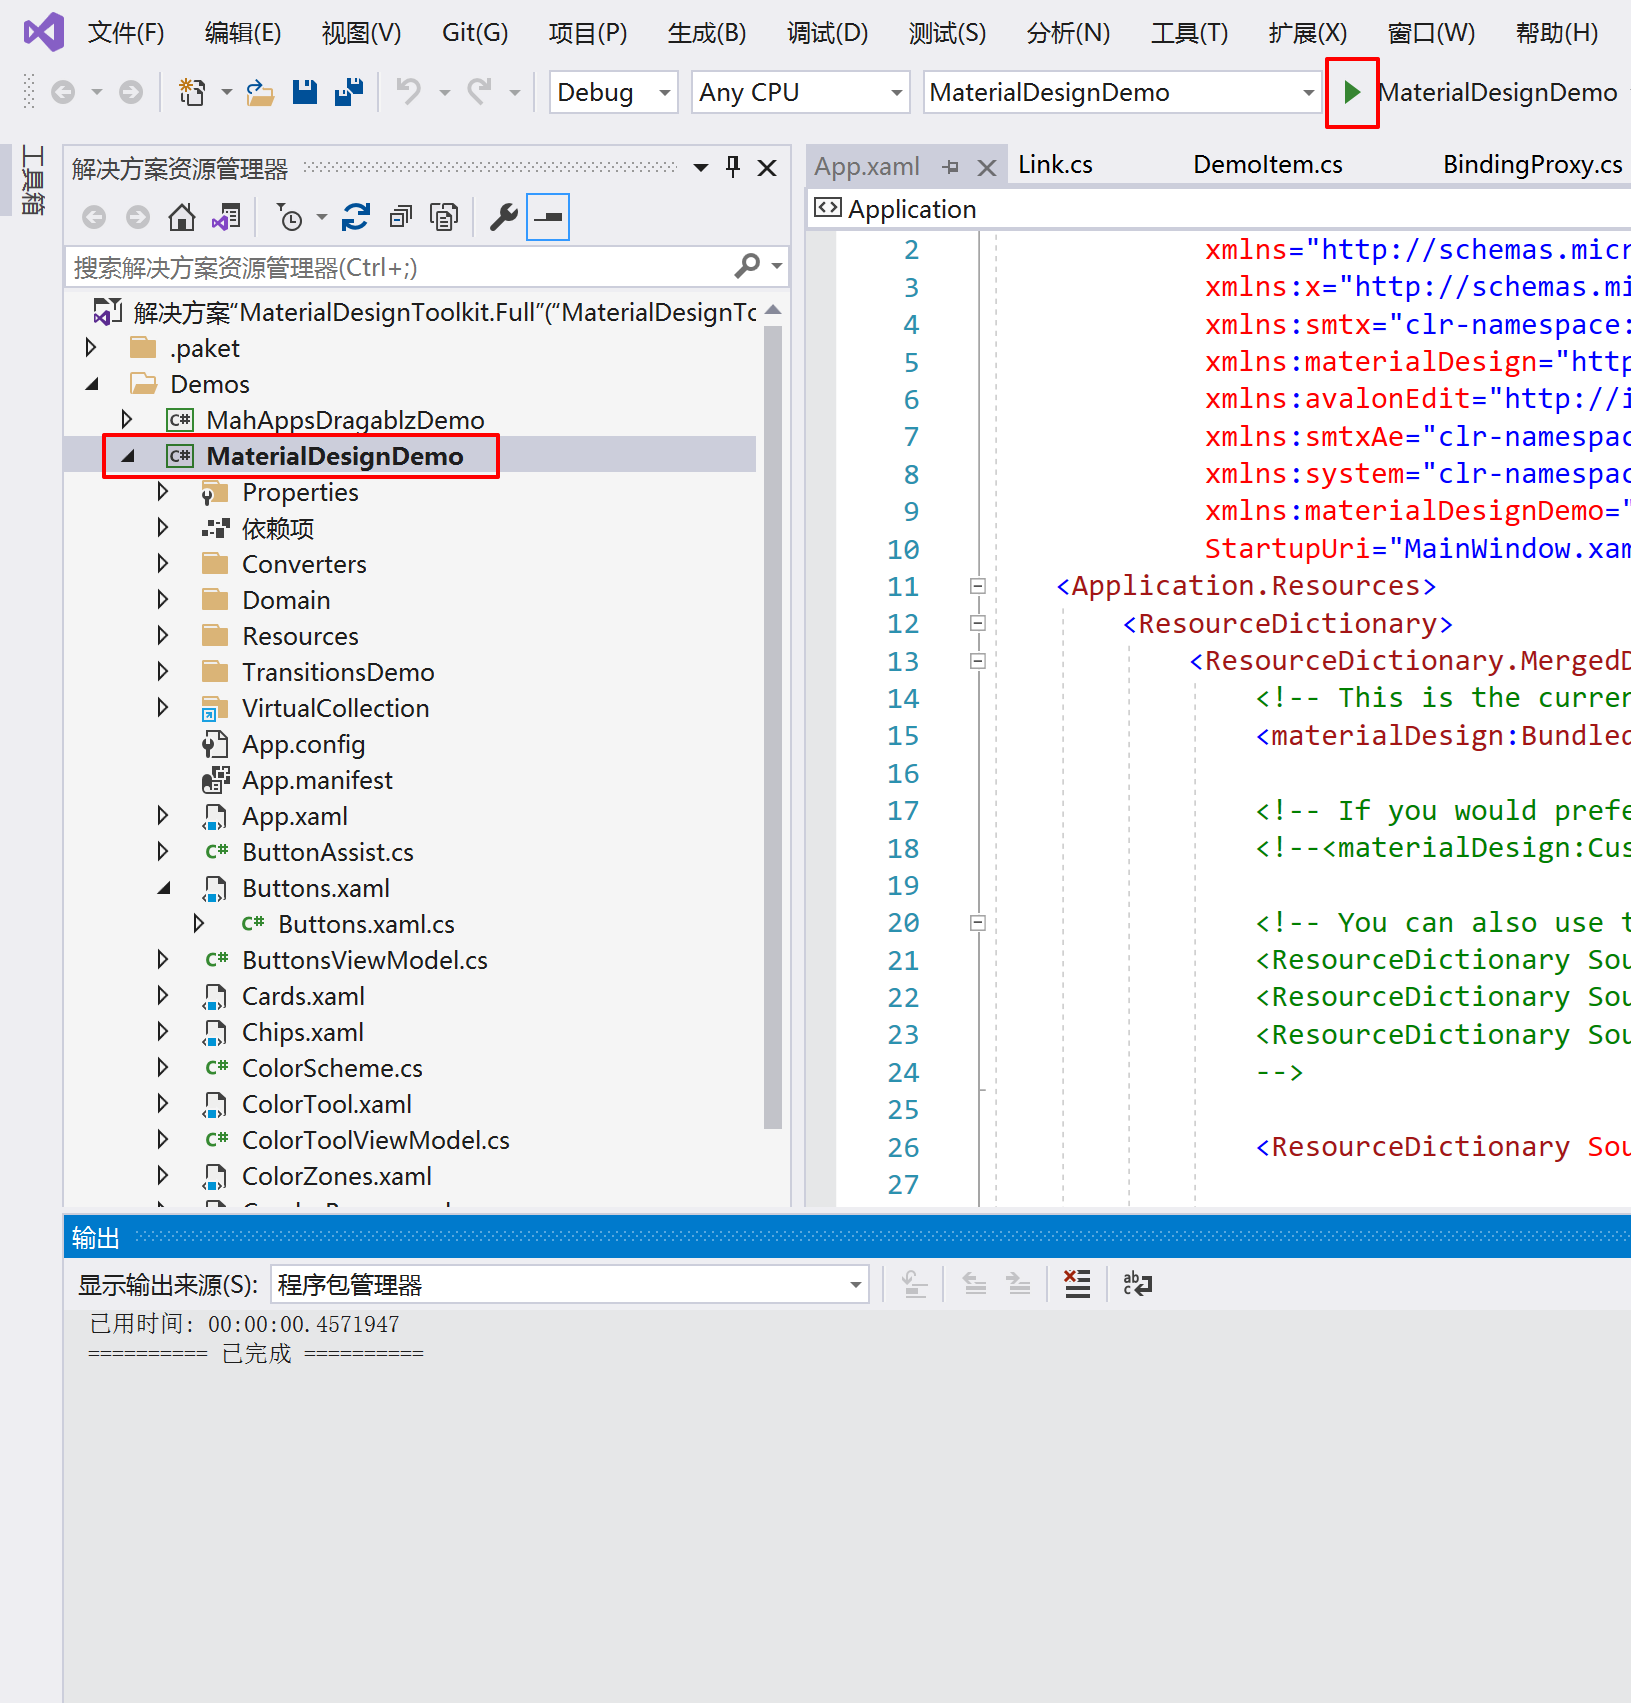 文件(F) 编辑(E) 视图(V) Git(G) 项目(P) 生成(B) 调试(D) 测试(S) 分析(N) 工具(T) 扩展(X) 窗口(W) 帮助(H)
Debug Any CPU MaterialDesignDemo MaterialDesignDemo
工具箱
解决方案资源管理器
搜索解决方案资源管理器(Ctrl+;)
解决方案“MaterialDesignToolkit.Full”(“MaterialDesignTo
.paket
Demos
C# MahAppsDragablzDemo
C# MaterialDesignDemo
Properties
依赖项
Converters
Domain
Resources
TransitionsDemo
VirtualCollection
App.config
App.manifest
App.xaml
C# ButtonAssist.cs
Buttons.xaml
C# Buttons.xaml.cs
C# ButtonsViewModel.cs
Cards.xaml
Chips.xaml
C# ColorScheme.cs
ColorTool.xaml
C# ColorToolViewModel.cs
ColorZones.xaml
App.xaml Link.cs DemoItem.cs BindingProxy.cs
Application
2 xmlns="http://schemas.micr
3 xmlns:x="http://schemas.mi
4 xmlns:smtx="clr-namespace:
5 xmlns:materialDesign="http
6 xmlns:avalonEdit="http://i
7 xmlns:smtxAe="clr-namespac
8 xmlns:system="clr-namespac
9 xmlns:materialDesignDemo="
10 StartupUri="MainWindow.xam
11 <Application.Resources>
12 <ResourceDictionary>
13 <ResourceDictionary.MergedD
14 <!-- This is the curren
15 <materialDesign:Bundled
16
17 <!-- If you would prefe
18 <!--<materialDesign:Cus
19
20 <!-- You can also use t
21 <ResourceDictionary Sou
22 <ResourceDictionary Sou
23 <ResourceDictionary Sou
24 -->
25
26 <ResourceDictionary Sou
27
输出
显示输出来源(S): 程序包管理器
已用时间: 00:00:00.4571947
========== 已完成 ==========